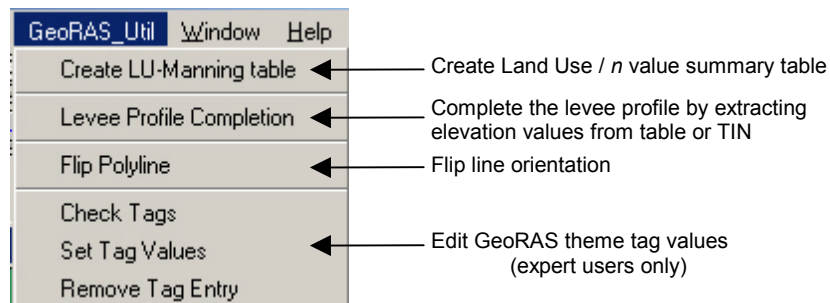 GeoRAS_Util Window Help
Create LU-Manning table
Create Land Use / n value summary table
Levee Profile Completion
Complete the levee profile by extracting
elevation values from table or TIN
Flip Polyline
Flip line orientation
Check Tags
Set Tag Values
Remove Tag Entry
Edit GeoRAS theme tag values
(expert users only)